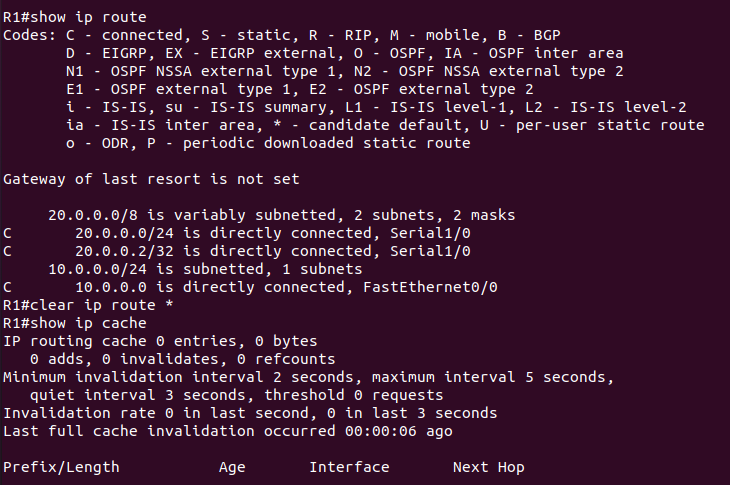 R1#show ip route
Codes: C - connected, S - static, R - RIP, M - mobile, B - BGP
       D - EIGRP, EX - EIGRP external, O - OSPF, IA - OSPF inter area
       N1 - OSPF NSSA external type 1, N2 - OSPF NSSA external type 2
       E1 - OSPF external type 1, E2 - OSPF external type 2
       i - IS-IS, su - IS-IS summary, L1 - IS-IS level-1, L2 - IS-IS level-2
       ia - IS-IS inter area, * - candidate default, U - per-user static route
       o - ODR, P - periodic downloaded static route

Gateway of last resort is not set

     20.0.0.0/8 is variably subnetted, 2 subnets, 2 masks
C       20.0.0.0/24 is directly connected, Serial1/0
C       20.0.0.2/32 is directly connected, Serial1/0
     10.0.0.0/24 is subnetted, 1 subnets
C       10.0.0.0 is directly connected, FastEthernet0/0
R1#clear ip route *
R1#show ip cache
IP routing cache 0 entries, 0 bytes
   0 adds, 0 invalidates, 0 refcounts
Minimum invalidation interval 2 seconds, maximum interval 5 seconds,
   quiet interval 3 seconds, threshold 0 requests
Invalidation rate 0 in last second, 0 in last 3 seconds
Last full cache invalidation occurred 00:00:06 ago

Prefix/Length           Age       Interface       Next Hop